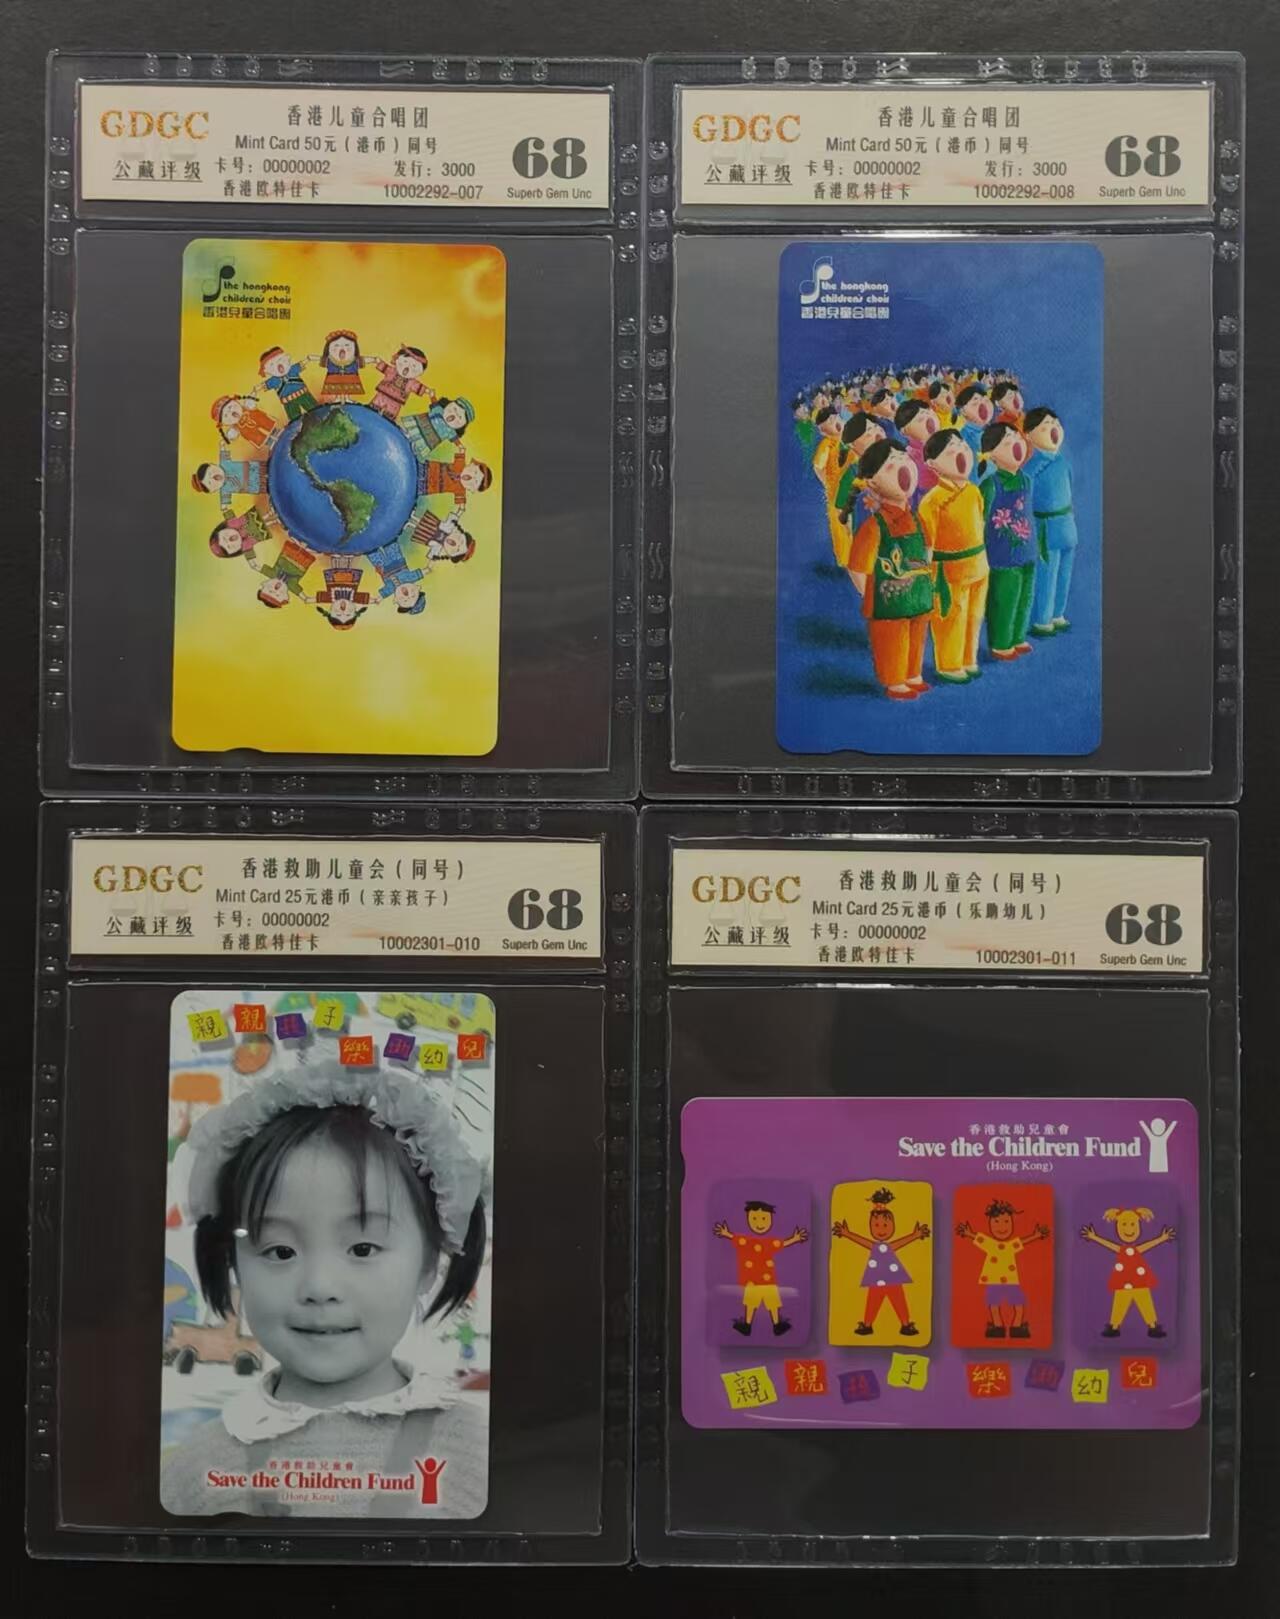 GDGC
公藏评级
香港儿童合唱团
Mint Card 50元（港币）同号
卡号：00000002 发行：3000
香港欧特佳卡 10002292-007
68
Superb Gem Unc
GDGC
公藏评级
香港儿童合唱团
Mint Card 50元（港币）同号
卡号：00000002 发行：3000
香港欧特佳卡 10002292-008
68
Superb Gem Unc
the hongkong
children's choir
香港兒童合唱團
the hongkong
children's choir
香港兒童合唱團
GDGC
公藏评级
香港救助儿童会（同号）
Mint Card 25元港币（亲亲孩子）
卡号：00000002
香港欧特佳卡 10002301-010
68
Superb Gem Unc
GDGC
公藏评级
香港救助儿童会（同号）
Mint Card 25元港币（乐助幼儿）
卡号：00000002
香港欧特佳卡 10002301-011
68
Superb Gem Unc
親親孩子
樂助幼兒
香港救助兒童會
Save the Children Fund
(Hong Kong)
香港救助兒童會
Save the Children Fund
(Hong Kong)
親親孩子 樂助幼兒